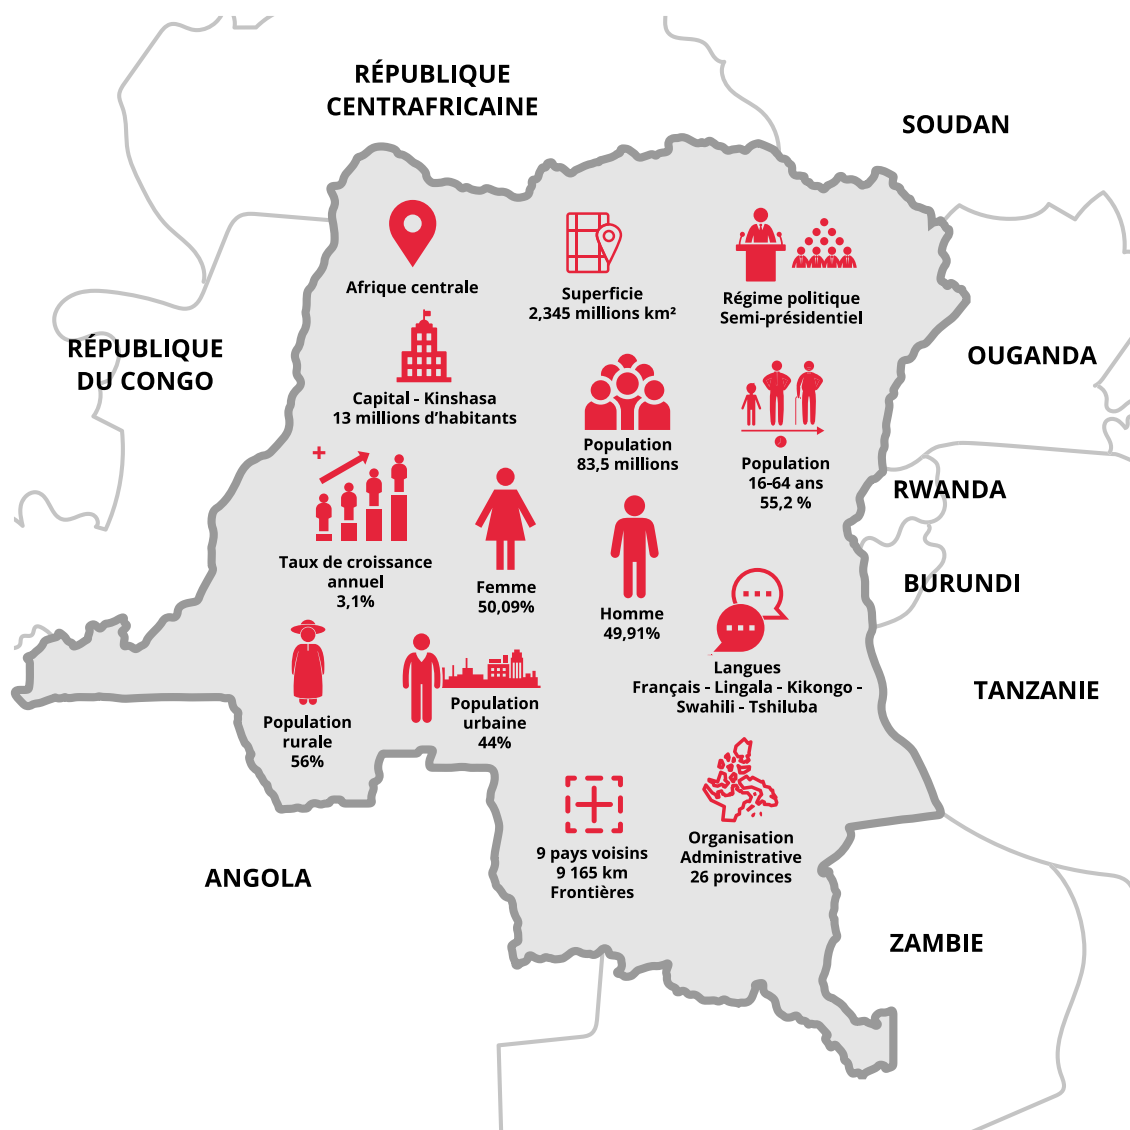 RÉPUBLIQUE
CENTRAFRICAINE
SOUDAN
Afrique centrale
Superficie
2,345 millions km²
Régime politique
Semi-présidentiel
RÉPUBLIQUE
DU CONGO
OUGANDA
Capital - Kinshasa
13 millions d’habitants
Population
83,5 millions
Population
16-64 ans
55,2 %
RWANDA
Taux de croissance
annuel
3,1%
Femme
50,09%
Homme
49,91%
BURUNDI
Langues
Français - Lingala - Kikongo -
Swahili - Tshiluba
TANZANIE
Population
rurale
56%
Population
urbaine
44%
9 pays voisins
9 165 km
Frontières
Organisation
Administrative
26 provinces
ANGOLA
ZAMBIE